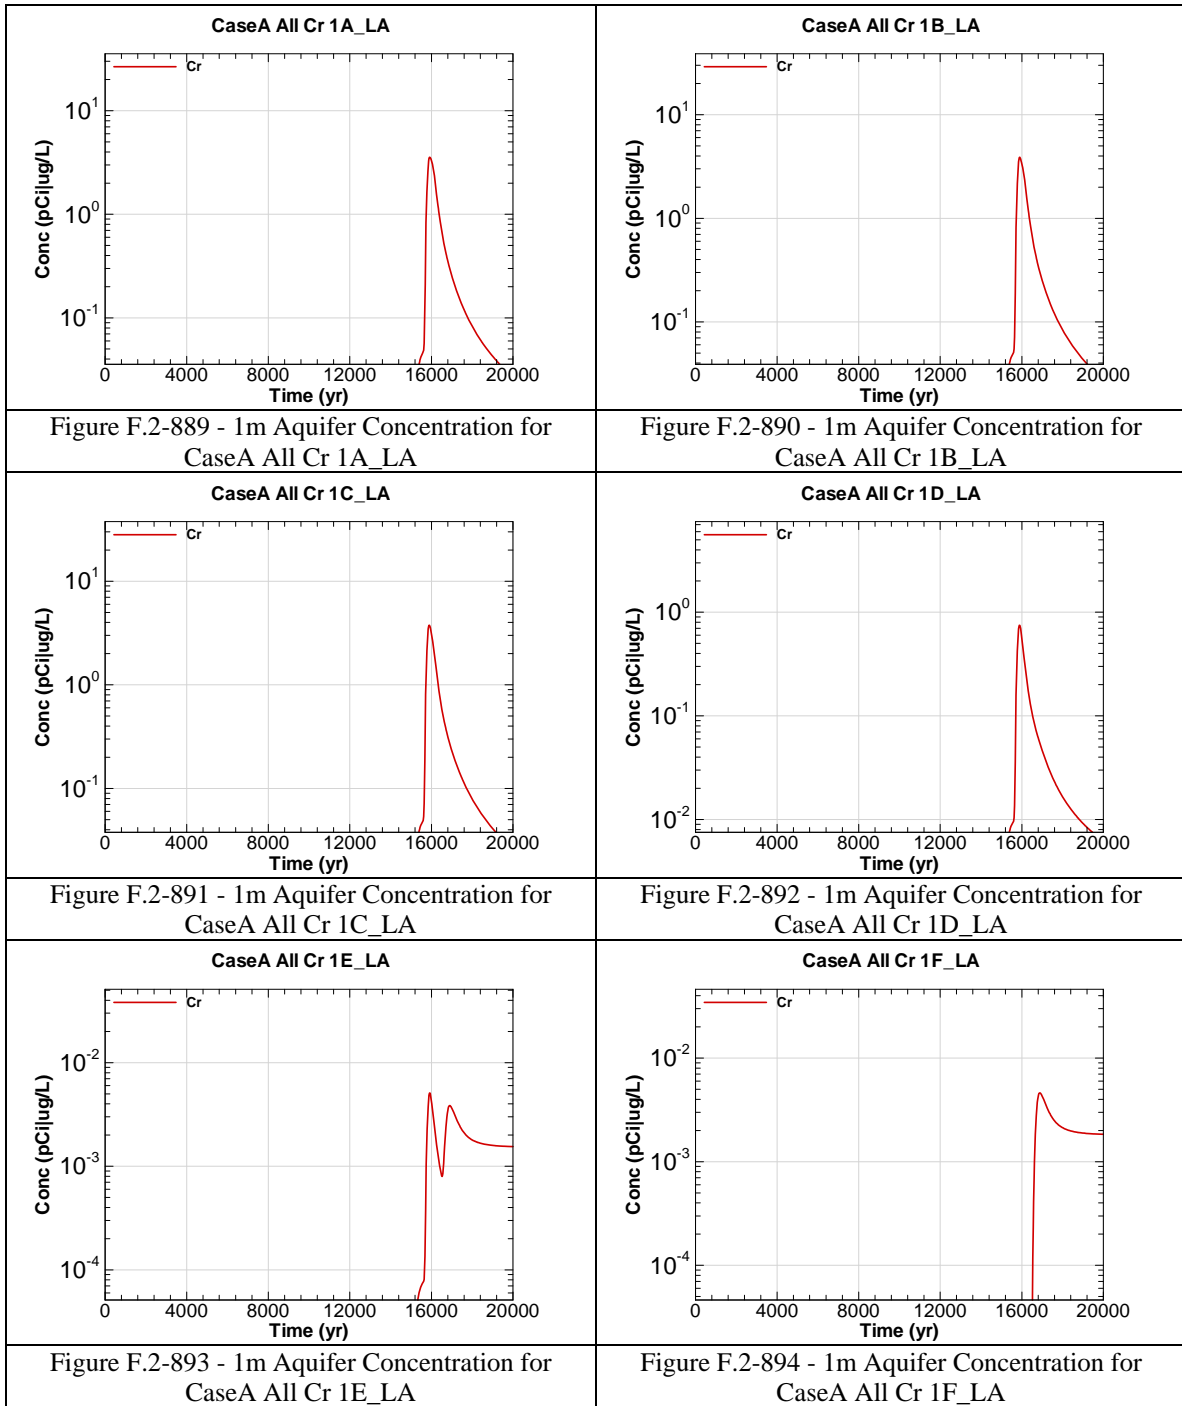 CaseA All Cr 1A_LA
Cr
10^1
10^0
10^-1
Conc (pCi|ug/L)
0 4000 8000 12000 16000 20000
Time (yr)
Figure F.2-889 - 1m Aquifer Concentration for
CaseA All Cr 1A_LA
CaseA All Cr 1B_LA
Cr
10^1
10^0
10^-1
Conc (pCi|ug/L)
0 4000 8000 12000 16000 20000
Time (yr)
Figure F.2-890 - 1m Aquifer Concentration for
CaseA All Cr 1B_LA
CaseA All Cr 1C_LA
Cr
10^1
10^0
10^-1
Conc (pCi|ug/L)
0 4000 8000 12000 16000 20000
Time (yr)
Figure F.2-891 - 1m Aquifer Concentration for
CaseA All Cr 1C_LA
CaseA All Cr 1D_LA
Cr
10^0
10^-1
10^-2
Conc (pCi|ug/L)
0 4000 8000 12000 16000 20000
Time (yr)
Figure F.2-892 - 1m Aquifer Concentration for
CaseA All Cr 1D_LA
CaseA All Cr 1E_LA
Cr
10^-2
10^-3
10^-4
Conc (pCi|ug/L)
0 4000 8000 12000 16000 20000
Time (yr)
Figure F.2-893 - 1m Aquifer Concentration for
CaseA All Cr 1E_LA
CaseA All Cr 1F_LA
Cr
10^-2
10^-3
10^-4
Conc (pCi|ug/L)
0 4000 8000 12000 16000 20000
Time (yr)
Figure F.2-894 - 1m Aquifer Concentration for
CaseA All Cr 1F_LA